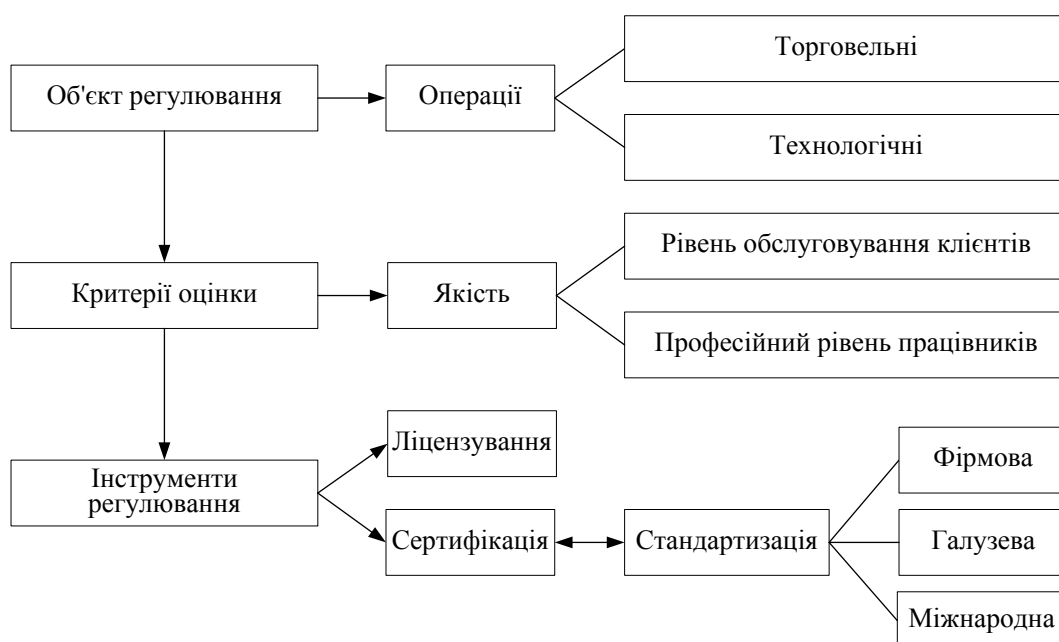 Торговельні
Об'єкт регулювання
Операції
Технологічні
Рівень обслуговування клієнтів
Критерії оцінки
Якість
Професійний рівень працівників
Ліцензування
Фірмова
Інструменти
регулювання
Сертифікація
Стандартизація
Галузева
Міжнародна